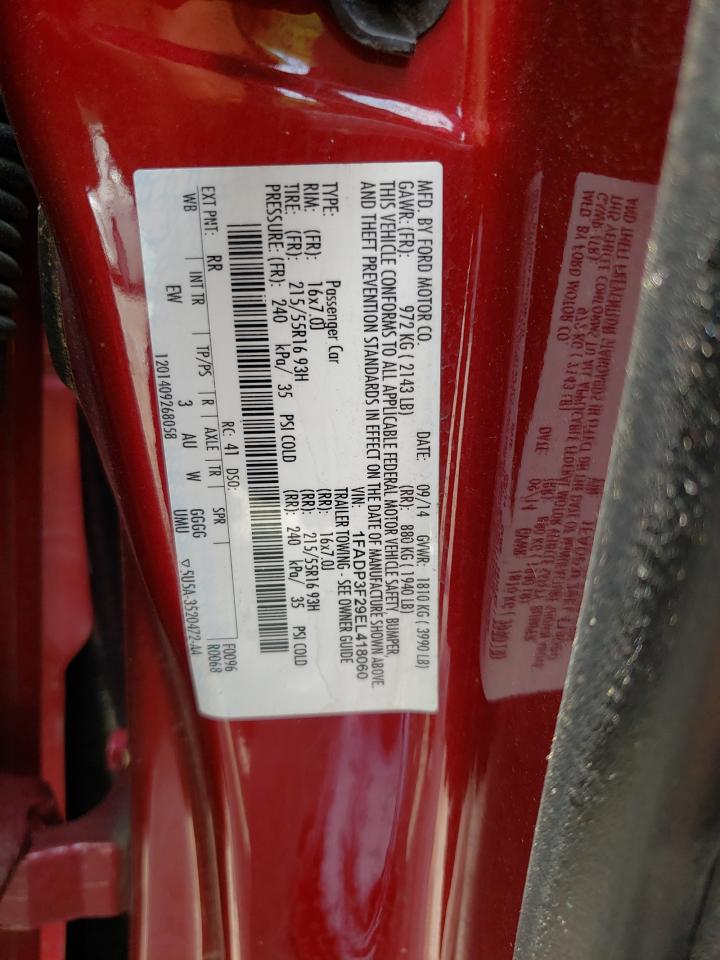 MFD. BY FORD MOTOR CO.
DATE: 09/14 GVWR: 1810 KG ( 3990 LB)
GAWR: (FR): 972 KG ( 2143 LB) (RR): 880 KG ( 1940 LB)
THIS VEHICLE CONFORMS TO ALL APPLICABLE FEDERAL MOTOR VEHICLE SAFETY, BUMPER,
AND THEFT PREVENTION STANDARDS IN EFFECT ON THE DATE OF MANUFACTURE SHOWN ABOVE.
VIN: 1FADP3F29EL418060
TYPE: Passenger Car TRAILER TOWING - SEE OWNER GUIDE
RIM: (FR): 16x7.0J (RR): 16x7.0J
TIRE: (FR): 215/55R16 93H (RR): 215/55R16 93H
PRESSURE: (FR): 240 kPa/ 35 PSI COLD (RR): 240 kPa/ 35 PSI COLD
RC: 41 DSO: F0096
EXT PNT: RR R0068
WB INT TR TP/PS R AXLE TR SPR
EW 3 AU W GGGG UMU
1201409268058 ▽5U5A-3520472-AA